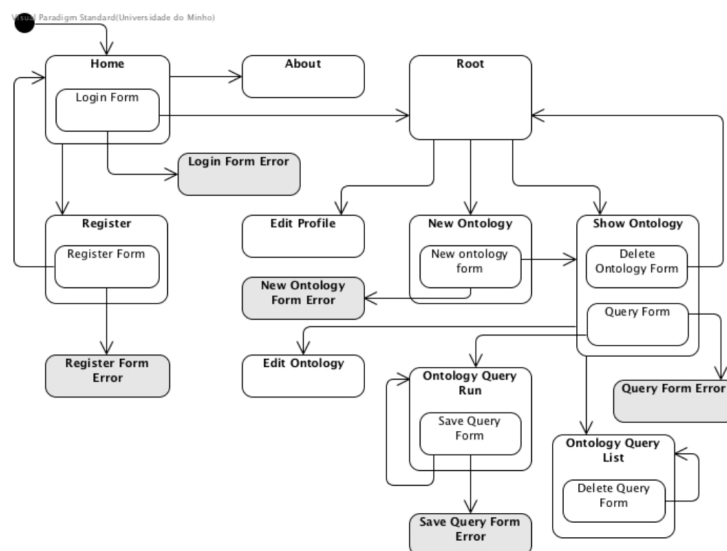 Visual Paradigm Standard(Universidade do Minho)
Home
About
Root
Login Form
Login Form Error
Register
Edit Profile
New Ontology
Show Ontology
Register Form
New ontology
form
Delete
Ontology Form
New Ontology
Form Error
Query Form
Register Form
Error
Edit Ontology
Ontology Query
Run
Query Form Error
Save Query
Form
Ontology Query
List
Delete Query
Form
Save Query Form
Error